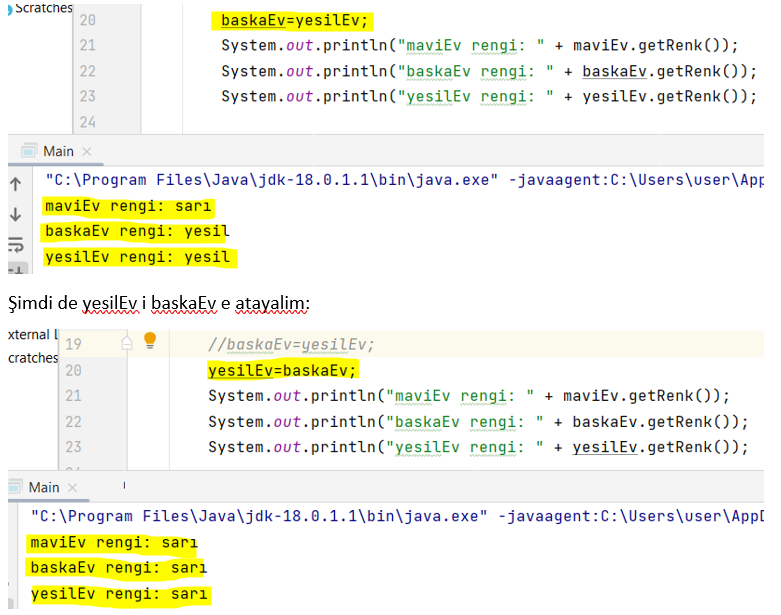 Scratches
20 baskaEv=yesilEv;
21 System.out.println("maviEv rengi: " + maviEv.getRenk());
22 System.out.println("baskaEv rengi: " + baskaEv.getRenk());
23 System.out.println("yesilEv rengi: " + yesilEv.getRenk());
24
Main ×
"C:\Program Files\Java\jdk-18.0.1.1\bin\java.exe" -javaagent:C:\Users\user\App
maviEv rengi: sarı
baskaEv rengi: yesil
yesilEv rengi: yesil
Şimdi de yesilEv i baskaEv e atayalim:
xternal L
cratches
19 //baskaEv=yesilEv;
20 yesilEv=baskaEv;
21 System.out.println("maviEv rengi: " + maviEv.getRenk());
22 System.out.println("baskaEv rengi: " + baskaEv.getRenk());
23 System.out.println("yesilEv rengi: " + yesilEv.getRenk());
Main ×
"C:\Program Files\Java\jdk-18.0.1.1\bin\java.exe" -javaagent:C:\Users\user\AppD
maviEv rengi: sarı
baskaEv rengi: sarı
yesilEv rengi: sarı